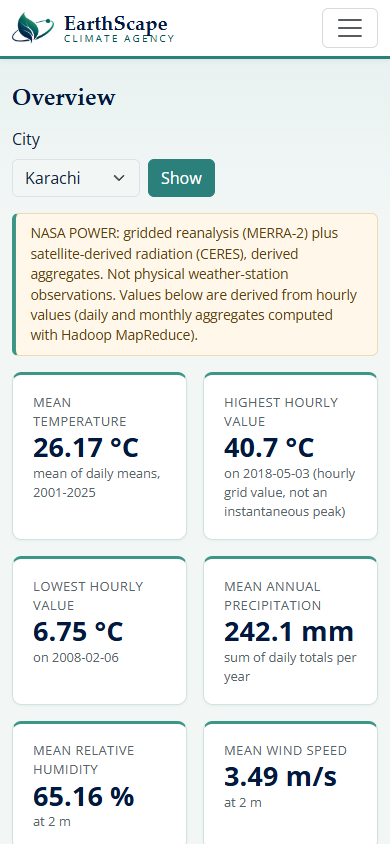 EarthScape
CLIMATE AGENCY
Overview
City
Karachi
Show
NASA POWER: gridded reanalysis (MERRA-2) plus
satellite-derived radiation (CERES), derived
aggregates. Not physical weather-station
observations. Values below are derived from hourly
values (daily and monthly aggregates computed
with Hadoop MapReduce).
MEAN
TEMPERATURE
26.17 °C
mean of daily means,
2001-2025
HIGHEST HOURLY
VALUE
40.7 °C
on 2018-05-03 (hourly
grid value, not an
instantaneous peak)
LOWEST HOURLY
VALUE
6.75 °C
on 2008-02-06
MEAN ANNUAL
PRECIPITATION
242.1 mm
sum of daily totals per
year
MEAN RELATIVE
HUMIDITY
65.16 %
at 2 m
MEAN WIND SPEED
3.49 m/s
at 2 m